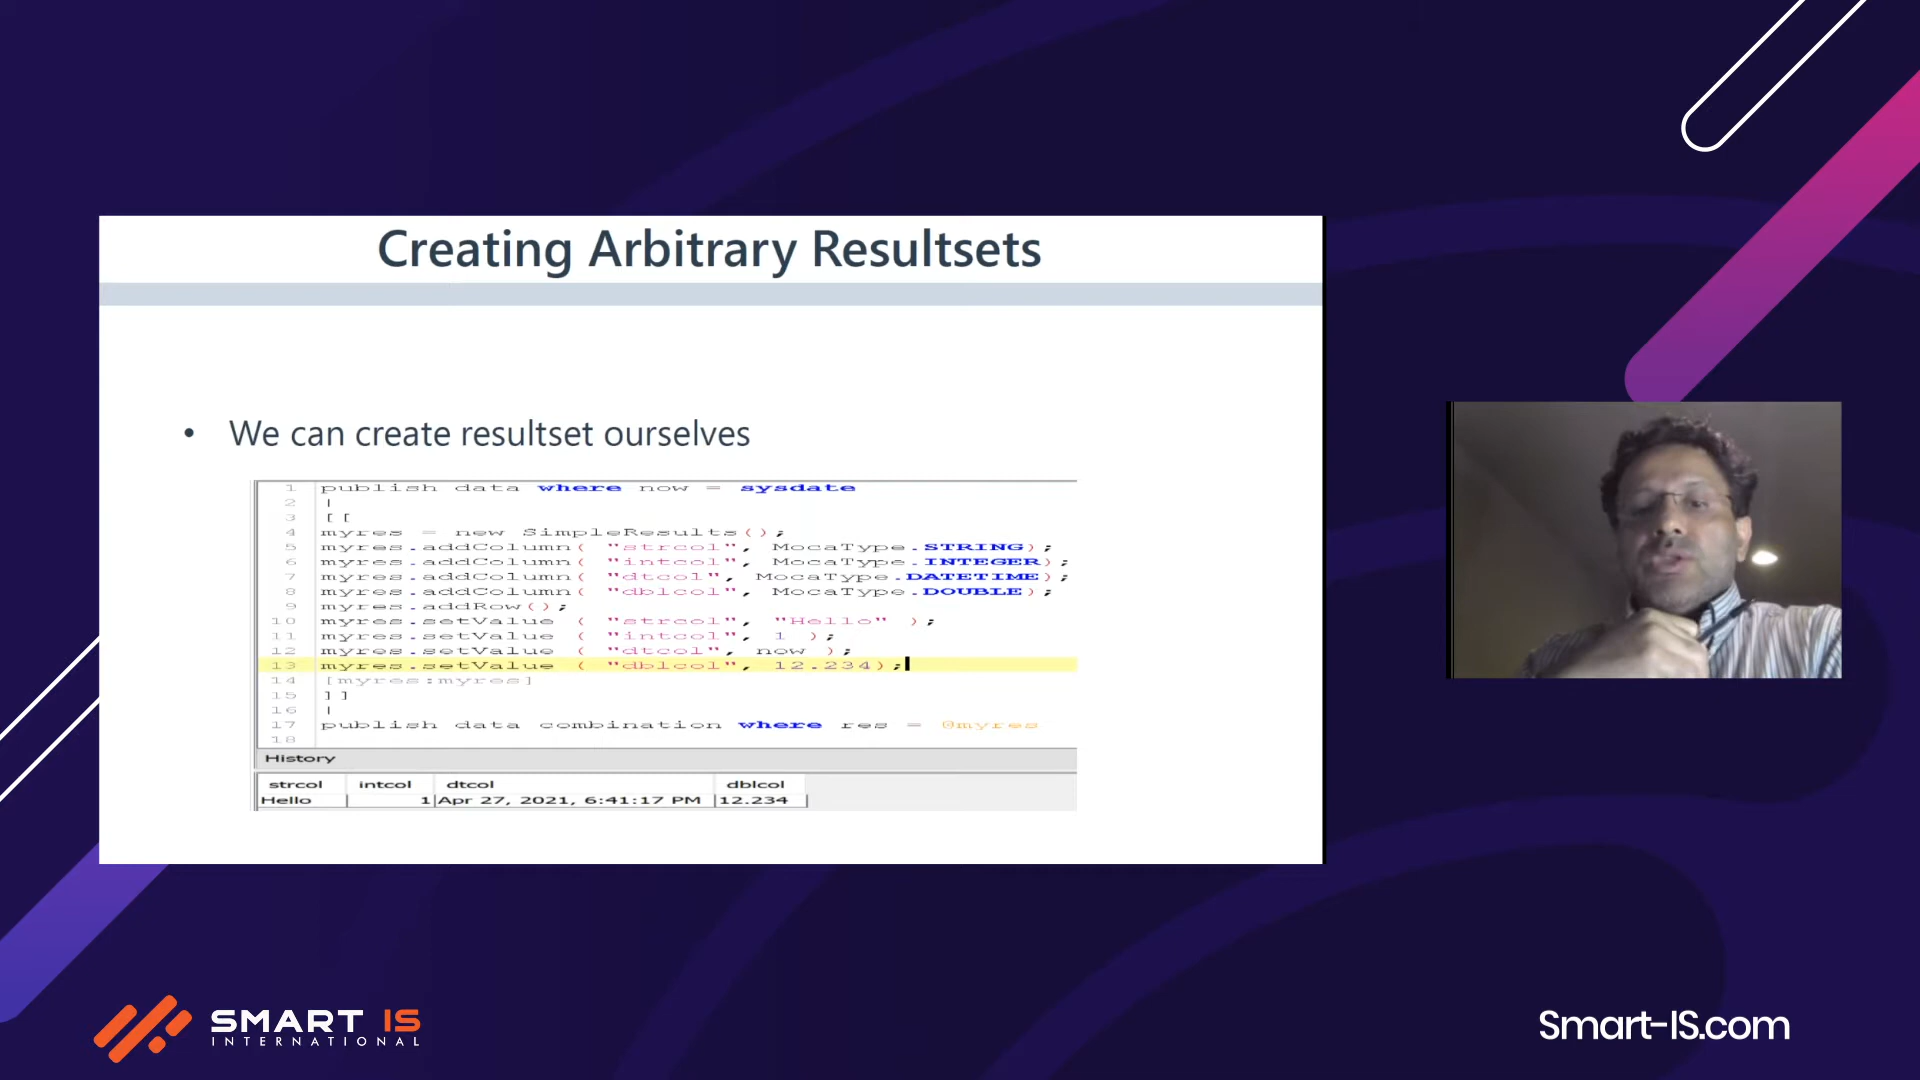 Creating Arbitrary Resultsets
• We can create resultset ourselves
1 publish data where now = sysdate
2 |
3 [[
4 myres = new SimpleResults();
5 myres.addColumn( "strcol", MocaType.STRING);
6 myres.addColumn( "intcol", MocaType.INTEGER);
7 myres.addColumn( "dtcol", MocaType.DATETIME);
8 myres.addColumn( "dblcol", MocaType.DOUBLE);
9 myres.addRow();
10 myres.setValue ( "strcol", "Hello" );
11 myres.setValue ( "intcol", 1 );
12 myres.setValue ( "dtcol", now );
13 myres.setValue ( "dblcol", 12.234);
14 [myres:myres]
15 ]]
16 |
17 publish data combination where res = @myres
18
History
strcol intcol dtcol dblcol
Hello 1 Apr 27, 2021, 6:41:17 PM 12.234
SMART IS
INTERNATIONAL
Smart-IS.com